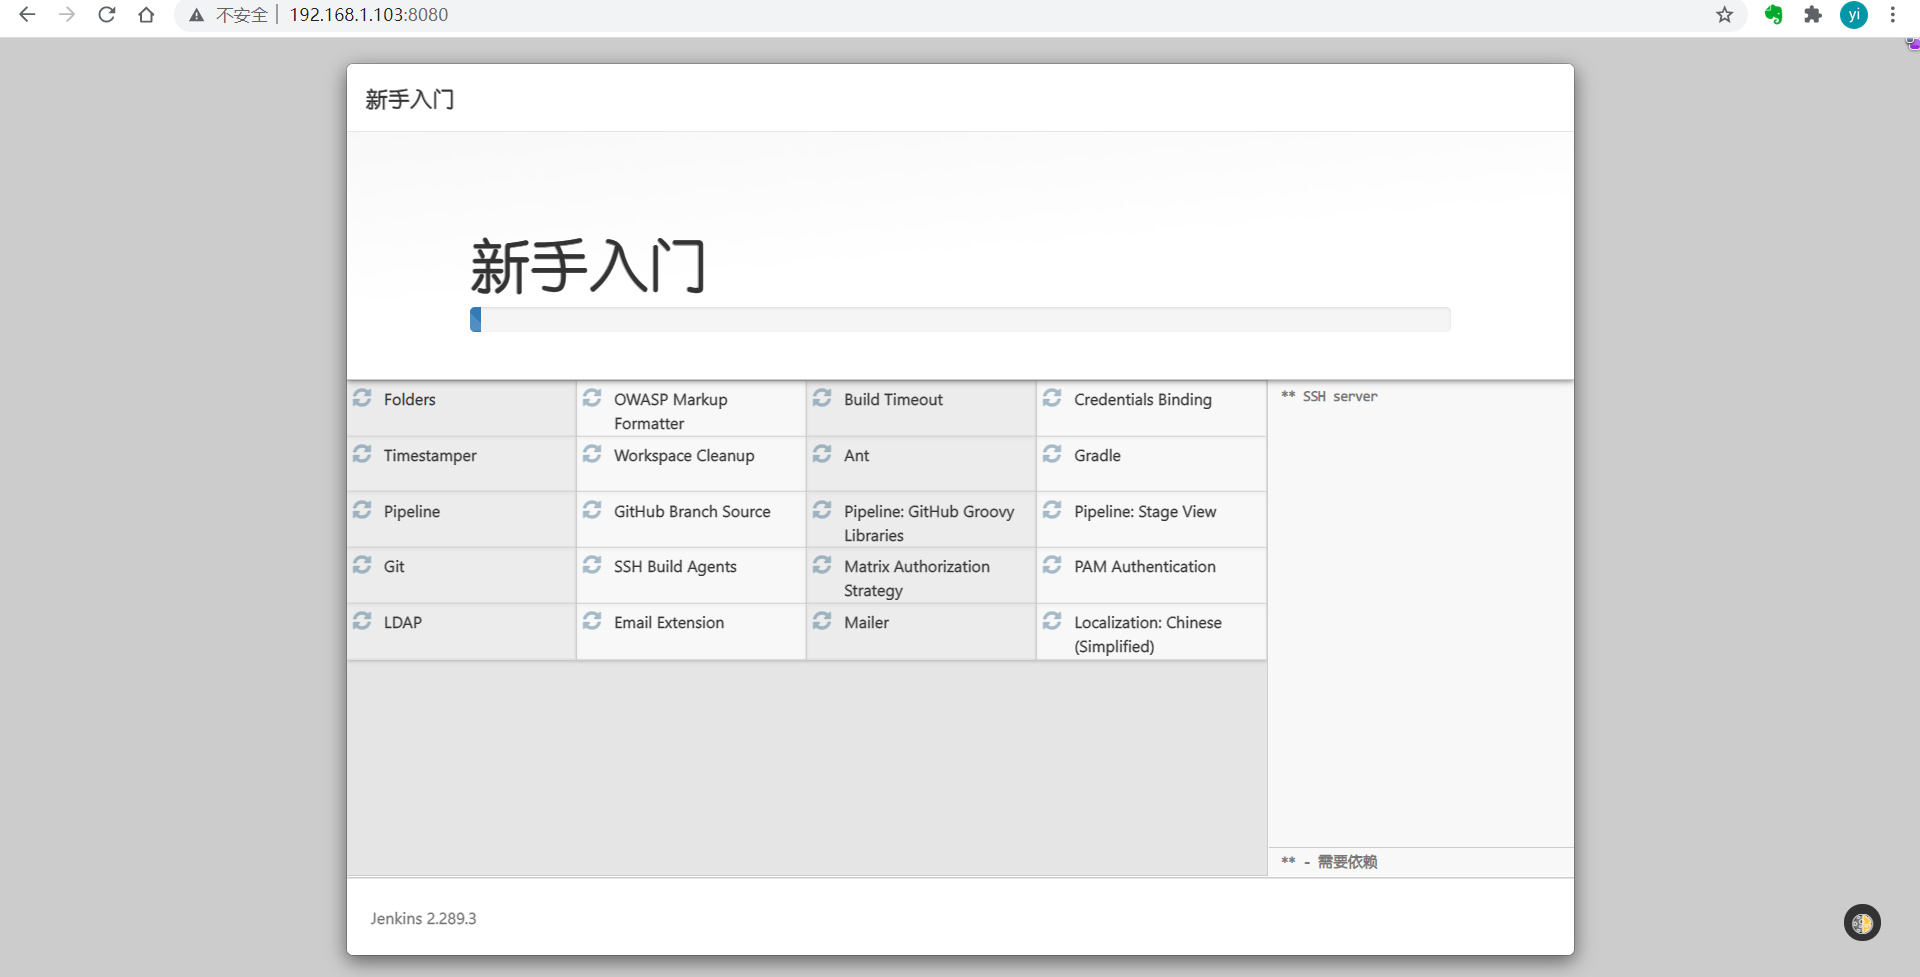 不安全 | 192.168.1.103:8080
yi
新手入门
新手入门
Folders
OWASP Markup
Formatter
Build Timeout
Credentials Binding
** SSH server
Timestamper
Workspace Cleanup
Ant
Gradle
Pipeline
GitHub Branch Source
Pipeline: GitHub Groovy
Libraries
Pipeline: Stage View
Git
SSH Build Agents
Matrix Authorization
Strategy
PAM Authentication
LDAP
Email Extension
Mailer
Localization: Chinese
(Simplified)
** - 需要依赖
Jenkins 2.289.3